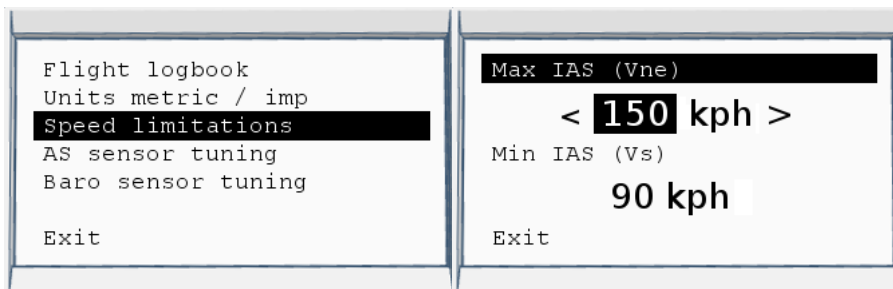 Flight logbook
Units metric / imp
Speed limitations
AS sensor tuning
Baro sensor tuning
Exit
Max IAS (Vne)
< 150 kph >
Min IAS (Vs)
90 kph
Exit